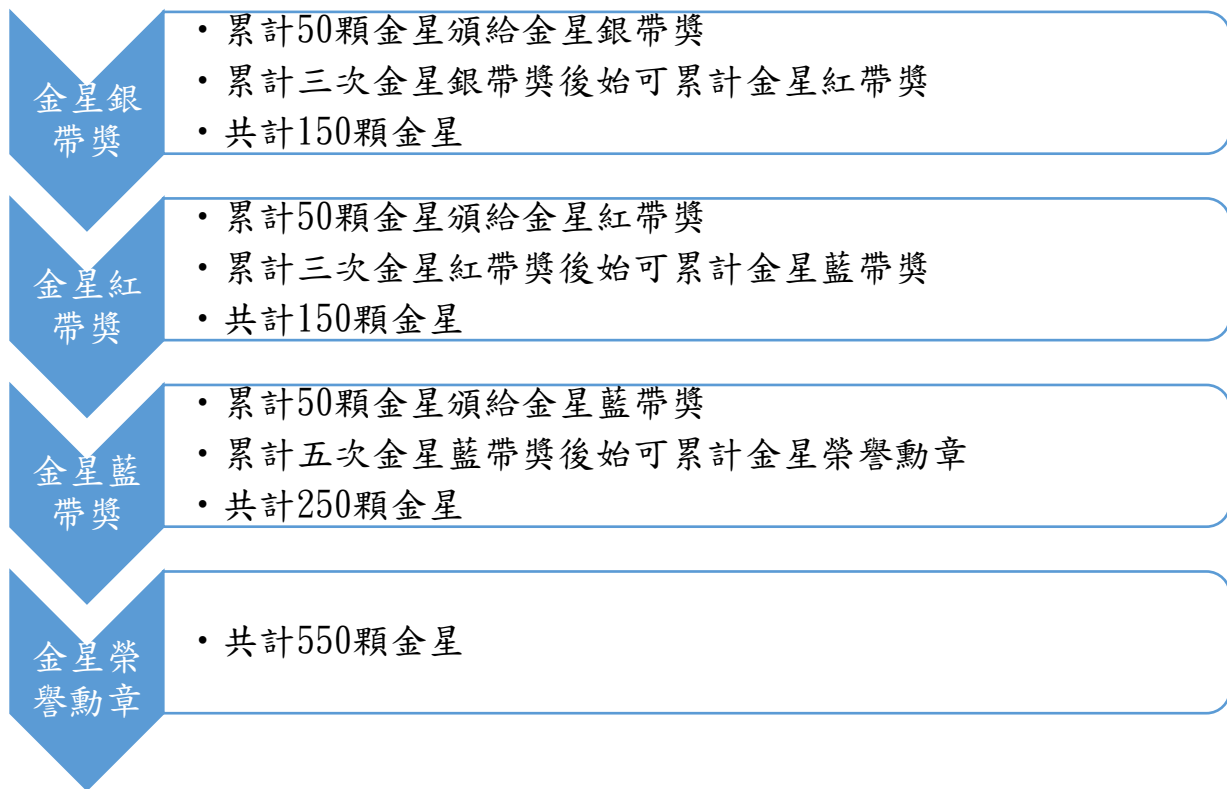 金星銀
帶獎
・累計50顆金星頒給金星銀帶獎
・累計三次金星銀帶獎後始可累計金星紅帶獎
・共計150顆金星
金星紅
帶獎
・累計50顆金星頒給金星紅帶獎
・累計三次金星紅帶獎後始可累計金星藍帶獎
・共計150顆金星
金星藍
帶獎
・累計50顆金星頒給金星藍帶獎
・累計五次金星藍帶獎後始可累計金星榮譽勳章
・共計250顆金星
金星榮
譽勳章
・共計550顆金星